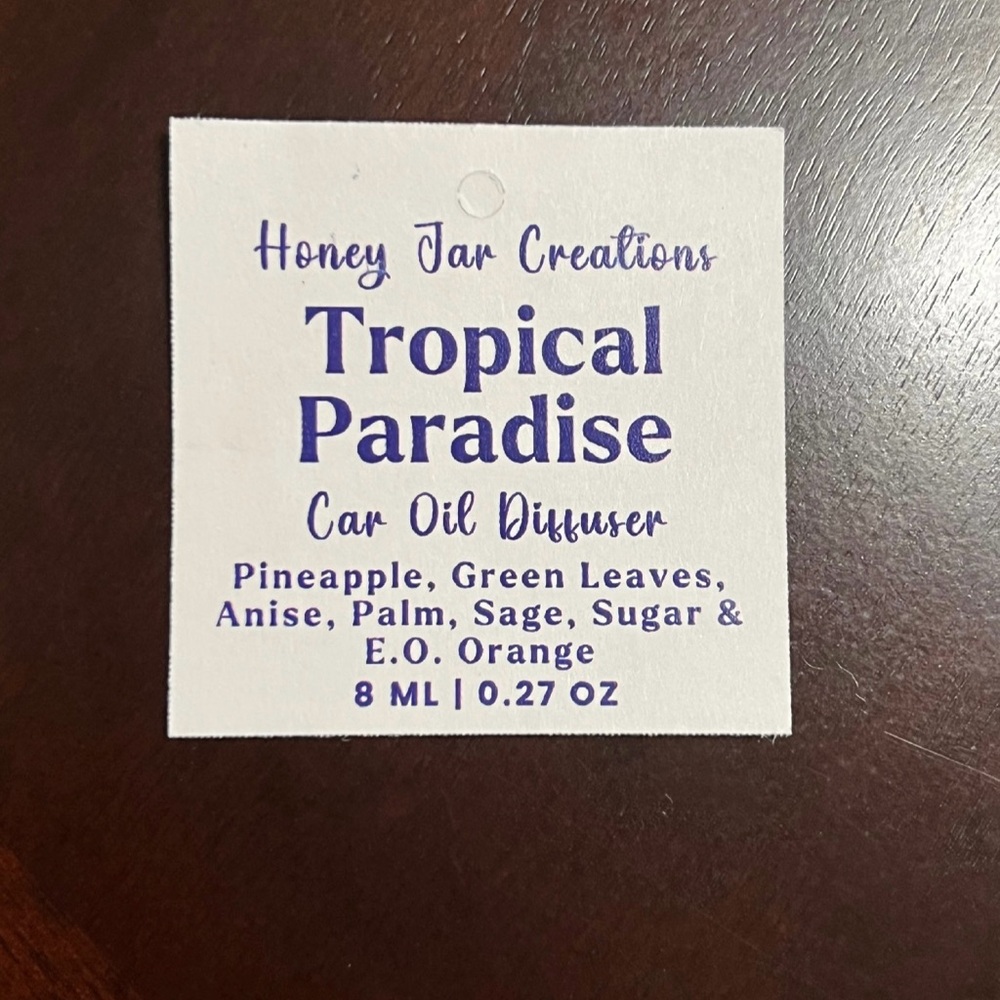 Honey Jar Creations
Tropical
Paradise
Car Oil Diffuser
Pineapple, Green Leaves,
Anise, Palm, Sage, Sugar &
E.O. Orange
8 ML | 0.27 OZ